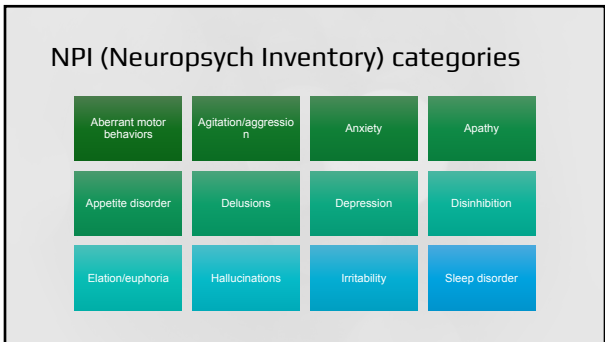 NPI (Neuropsych Inventory) categories
Aberrant motor
behaviors
Agitation/aggressio
n
Anxiety
Apathy
Appetite disorder
Delusions
Depression
Disinhibition
Elation/euphoria
Hallucinations
Irritability
Sleep disorder